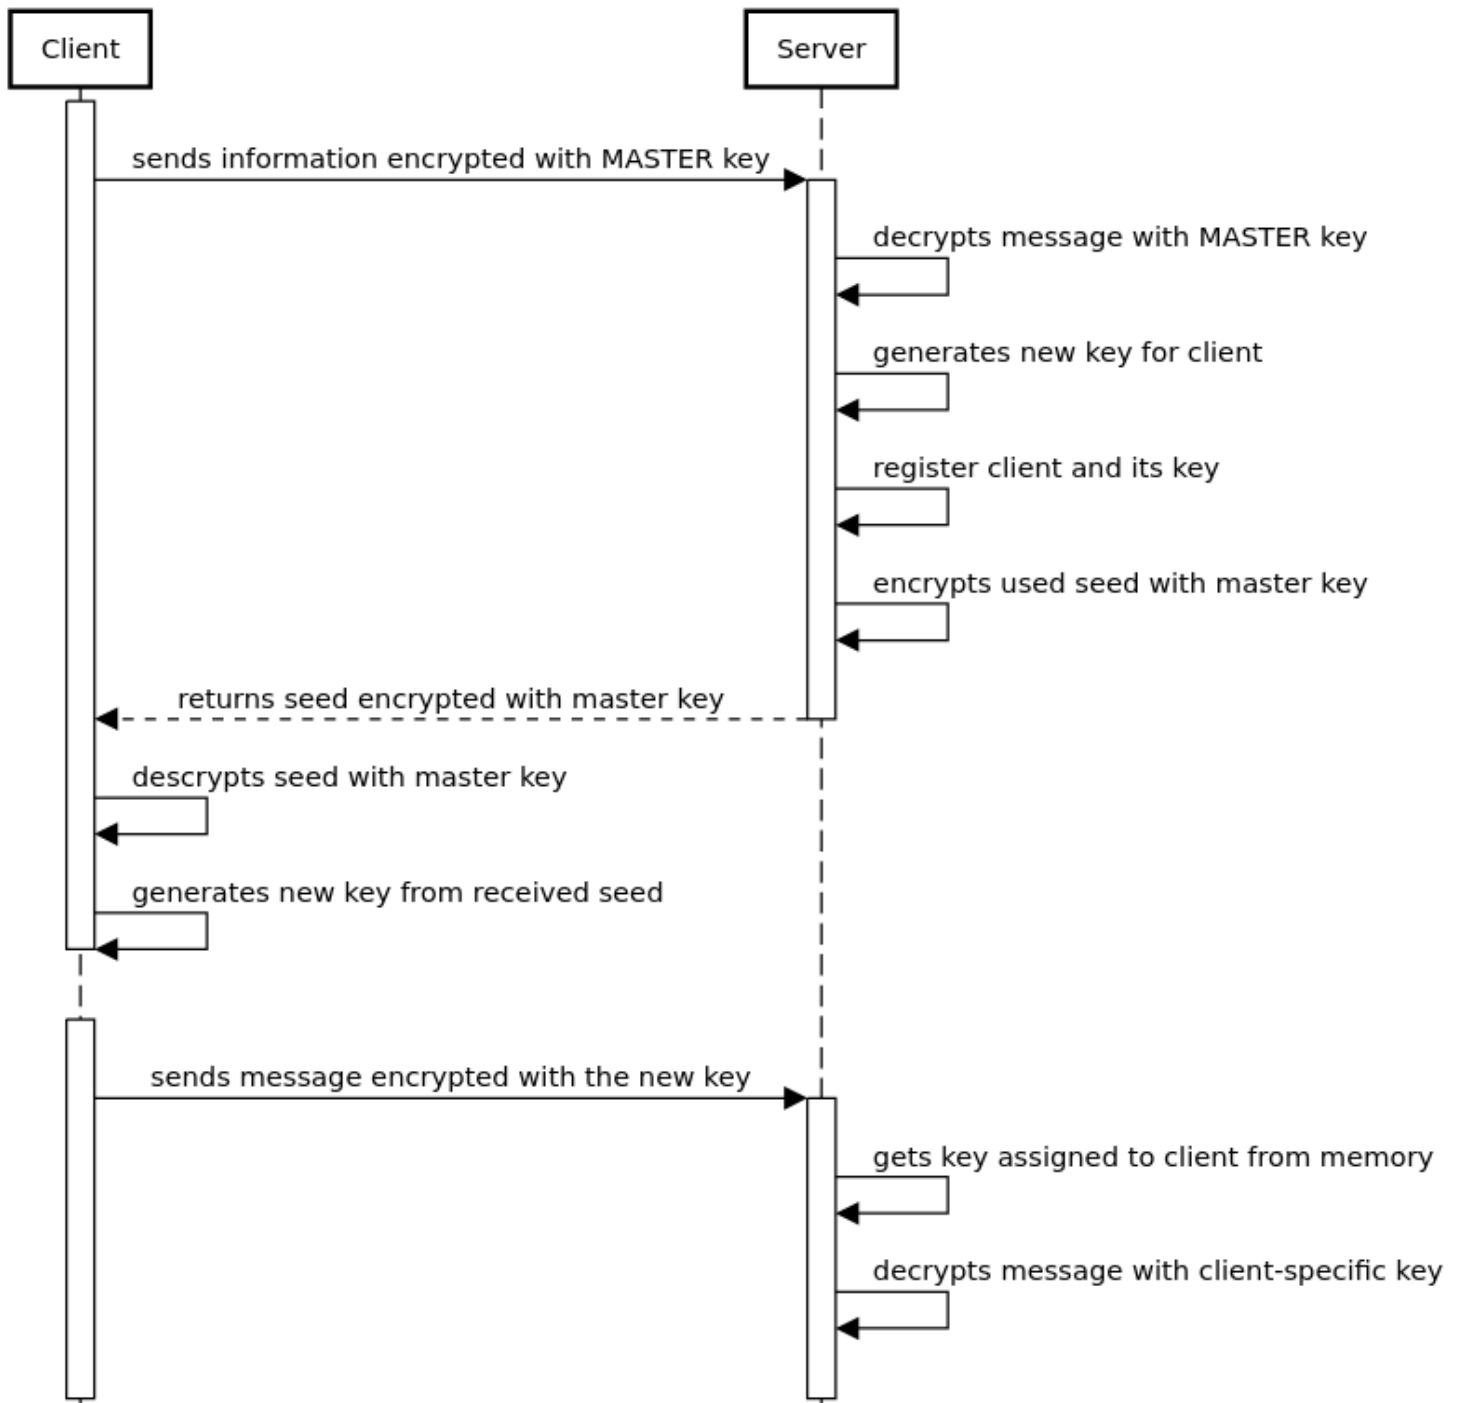 Client
Server
sends information encrypted with MASTER key
decrypts message with MASTER key
generates new key for client
register client and its key
encrypts used seed with master key
returns seed encrypted with master key
descrypts seed with master key
generates new key from received seed
sends message encrypted with the new key
gets key assigned to client from memory
decrypts message with client-specific key